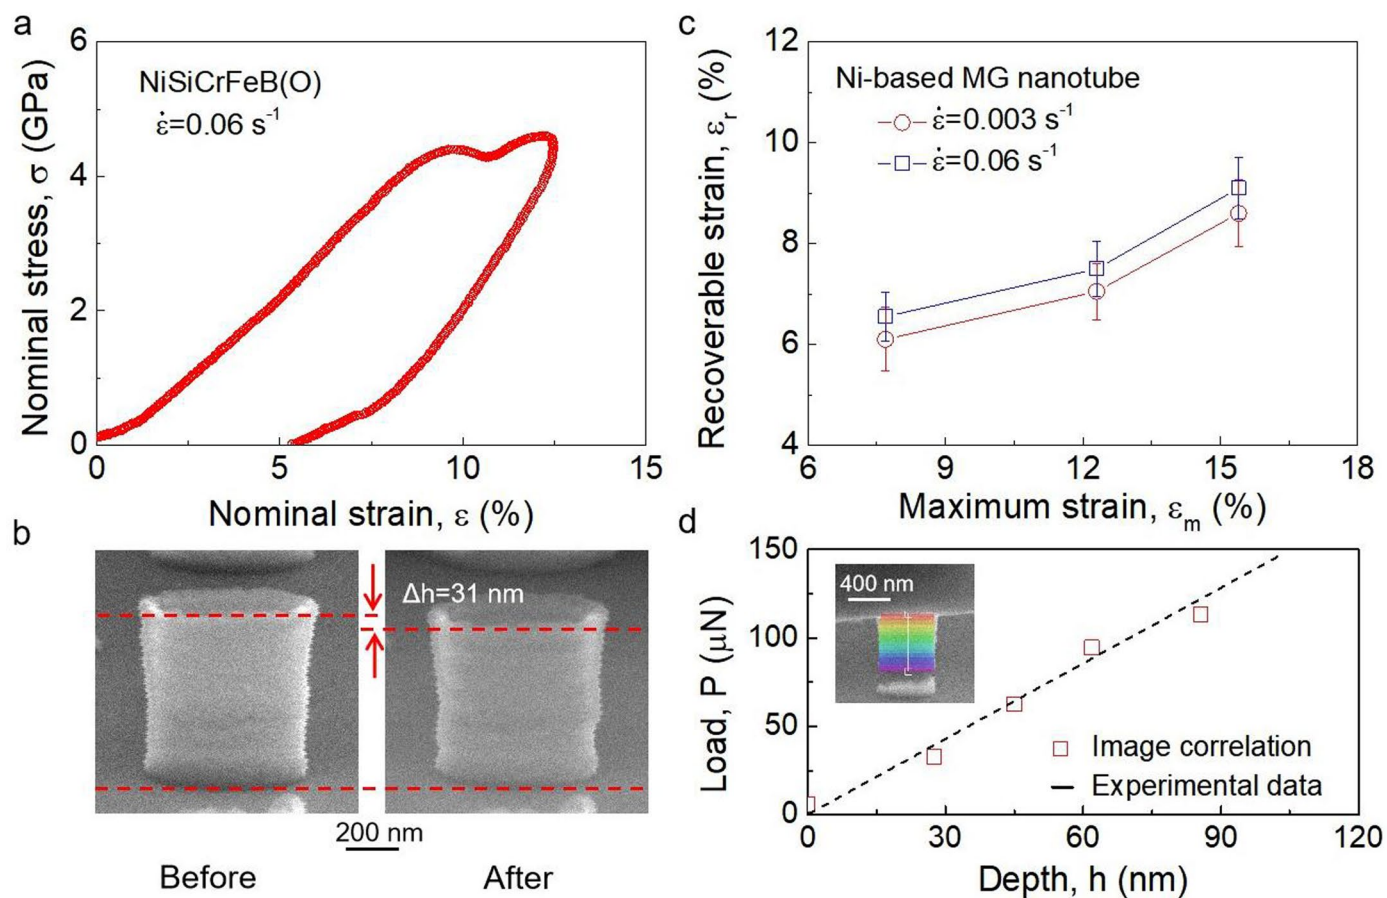 a
6
4
2
0
NiSiCrFeB(O)
ε̇=0.06 s⁻¹
Nominal stress, σ (GPa)
0
5
10
15
Nominal strain, ε (%)
c
12
10
8
6
4
Ni-based MG nanotube
ε̇=0.003 s⁻¹
ε̇=0.06 s⁻¹
Recoverable strain, εᵣ (%)
6
9
12
15
18
Maximum strain, εₘ (%)
b
Δh=31 nm
200 nm
Before
After
d
150
100
50
0
400 nm
Image correlation
Experimental data
Load, P (μN)
0
30
60
90
120
Depth, h (nm)